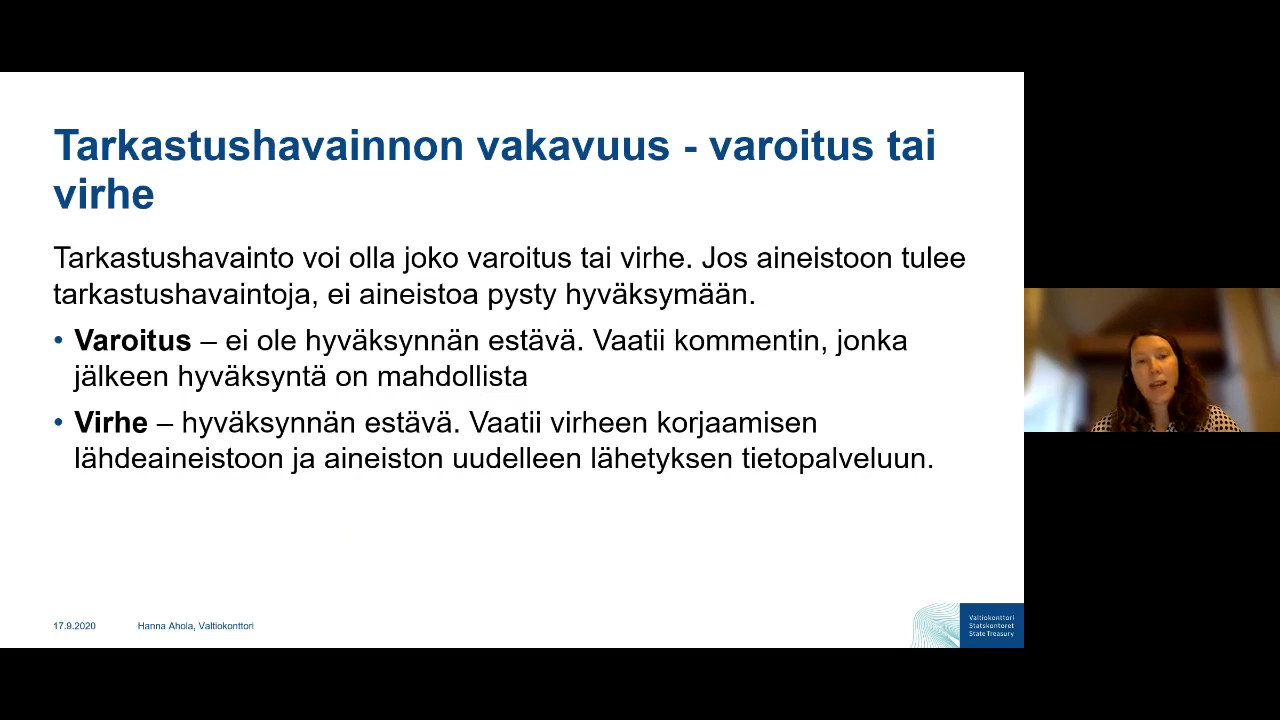 Tarkastushavainnon vakavuus - varoitus tai
virhe
Tarkastushavainto voi olla joko varoitus tai virhe. Jos aineistoon tulee
tarkastushavaintoja, ei aineistoa pysty hyväksymään.
• Varoitus – ei ole hyväksynnän estävä. Vaatii kommentin, jonka
jälkeen hyväksyntä on mahdollista
• Virhe – hyväksynnän estävä. Vaatii virheen korjaamisen
lähdeaineistoon ja aineiston uudelleen lähetyksen tietopalveluun.
17.9.2020 Hanna Ahola, Valtiokonttori
Valtiokonttori
Statskontoret
State Treasury